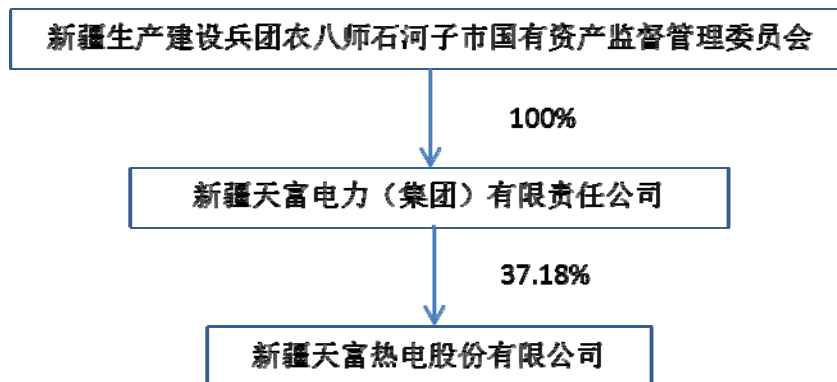 新疆生产建设兵团农八师石河子市国有资产监督管理委员会
100%
新疆天富电力（集团）有限责任公司
37.18%
新疆天富热电股份有限公司